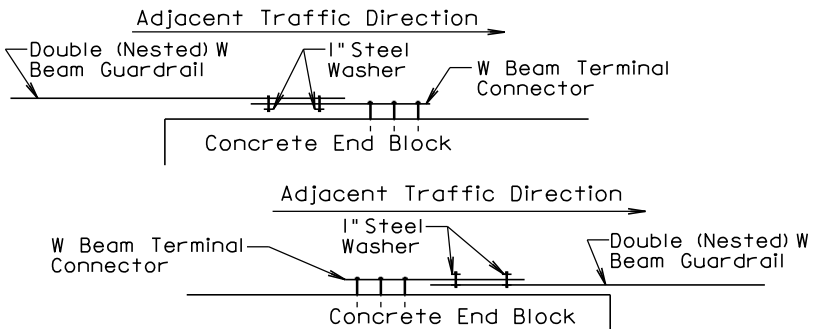 Adjacent Traffic Direction
Double (Nested) W
Beam Guardrail
1" Steel
Washer
W Beam Terminal
Connector
Concrete End Block
Adjacent Traffic Direction
1" Steel
Washer
W Beam Terminal
Connector
Double (Nested) W
Beam Guardrail
Concrete End Block